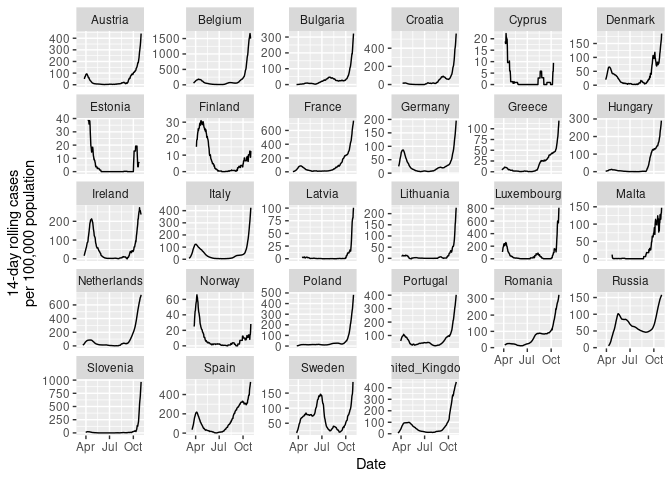 Austria Belgium Bulgaria Croatia Cyprus Denmark
400 300 200 100 0
1500 1000 500 0
300 200 100 0
400 200 0
20 15 10 5 0
150 100 50 0
Estonia Finland France Germany Greece Hungary
40 30 20 10 0
30 20 10 0
600 400 200 0
200 150 100 50 0
100 75 50 25 0
300 200 100 0
Ireland Italy Latvia Lithuania Luxembourg Malta
200 100 0
400 300 200 100 0
100 75 50 25 0
200 150 100 50 0
800 600 400 200 0
150 100 50 0
Netherlands Norway Poland Portugal Romania Russia
600 400 200 0
60 40 20 0
500 400 300 200 100 0
400 300 200 100 0
300 200 100 0
150 100 50 0
Apr Jul Oct
Apr Jul Oct
Slovenia Spain Sweden nited_Kingdo
1000 750 500 250 0
400 200 0
150 100 50
400 300 200 100 0
Apr Jul Oct
Apr Jul Oct
Apr Jul Oct
Apr Jul Oct
Date
14-day rolling cases
per 100,000 population